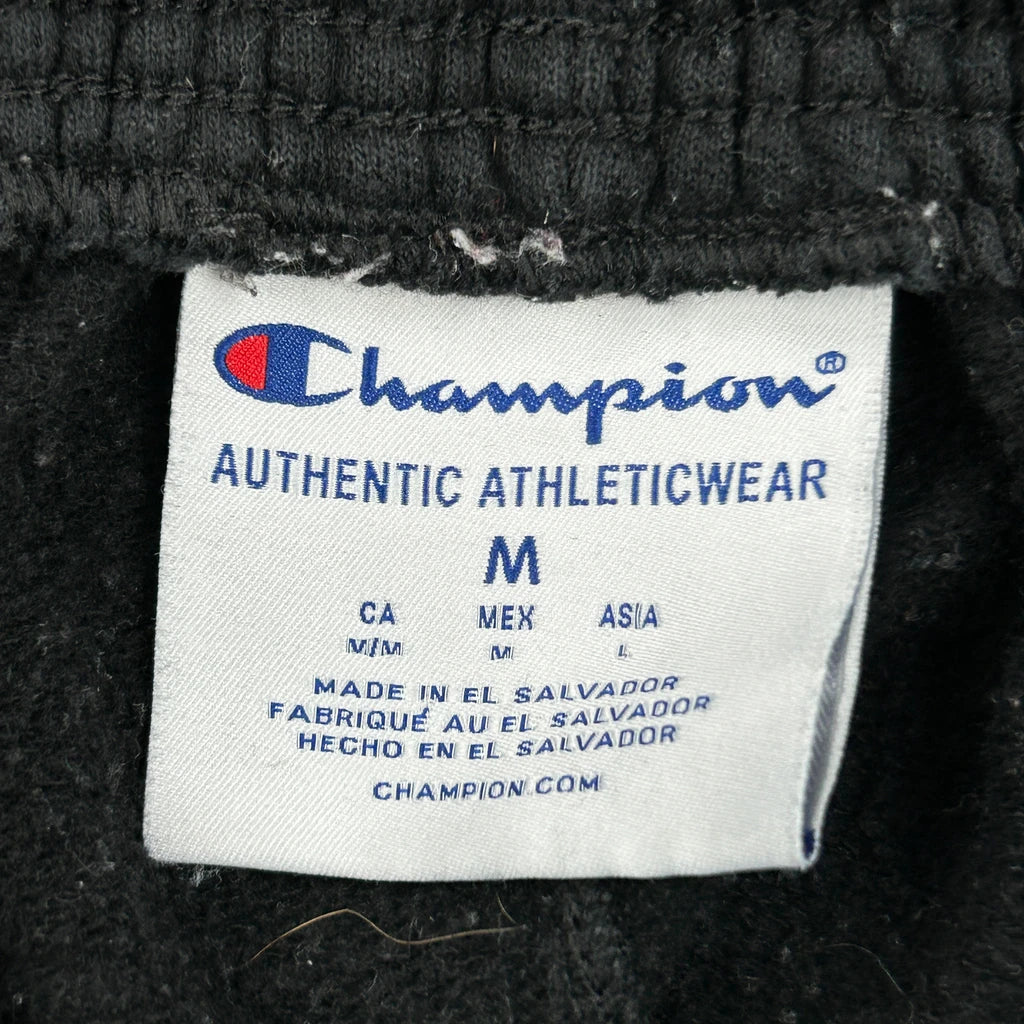 Champion®
AUTHENTIC ATHLETICWEAR
M
CA MEX ASIA
M/M M L
MADE IN EL SALVADOR
FABRIQUÉ AU EL SALVADOR
HECHO EN EL SALVADOR
CHAMPION.COM